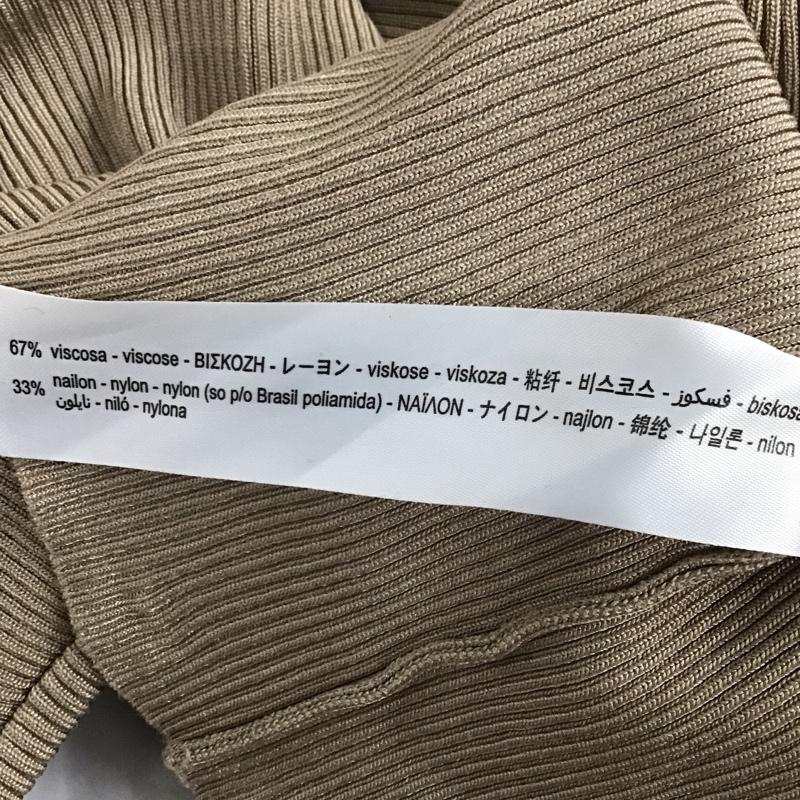 67% viscosa - viscose - ΒΙΣΚΟΖΗ - レーヨン - viskose - viskoza - 粘纤 - 비스코스 - فسكوز - biskosa
33% nailon - nylon - nylon (so p/o Brasil poliamida) - ΝΑΪΛΟΝ - ナイロン - najlon - 锦纶 - 나일론 - nilon
نايلون - niló - nylona